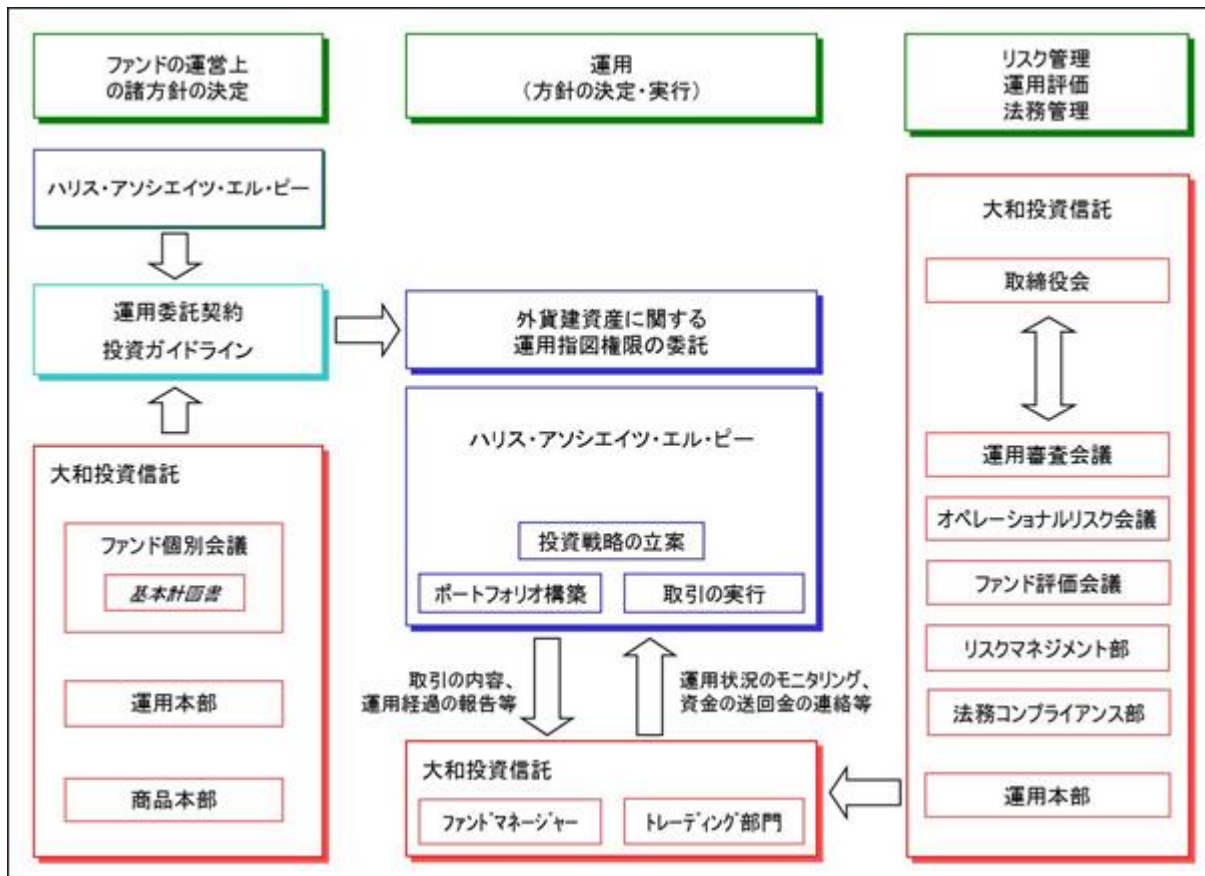 ファンドの運営上
の諸方針の決定
運用
(方針の決定・実行)
リスク管理
運用評価
法務管理
ハリス・アソシエイツ・エル・ピー
運用委託契約
投資ガイドライン
大和投資信託
ファンド個別会議
基本計画書
運用本部
商品本部
外貨建資産に関する
運用指図権限の委託
ハリス・アソシエイツ・エル・ピー
投資戦略の立案
ポートフォリオ構築
取引の実行
取引の内容、
運用経過の報告等
運用状況のモニタリング、
資金の送回金の連絡等
大和投資信託
ファンドマネージャー
トレーディング部門
大和投資信託
取締役会
運用審査会議
オペレーショナルリスク会議
ファンド評価会議
リスクマネジメント部
法務コンプライアンス部
運用本部